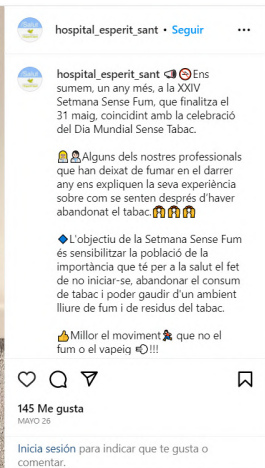 hospital_esperit_sant • Seguir ...
hospital_esperit_sant 📢🚭Ens
sumem, un any més, a la XXIV
Setmana Sense Fum, que finalitza el
31 maig, coincidint amb la celebració
del Dia Mundial Sense Tabac.
Alguns dels nostres professionals
que han deixat de fumar en el darrer
any ens expliquen la seva experiència
sobre com se senten després d'haver
abandonat el tabac.
🔷L'objectiu de la Setmana Sense Fum
és sensibilitzar la població de la
importància que té per a la salut el fet
de no iniciar-se, abandonar el consum
de tabac i poder gaudir d'un ambient
lliure de fum i de residus del tabac.
👍Millor el moviment que no el
fum o el vapeig !!!
145 Me gusta
MAYO 26
Inicia sesión para indicar que te gusta o
comentar.